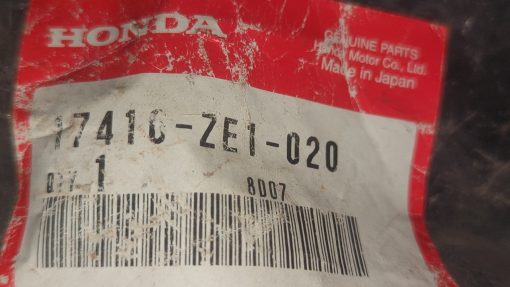 HONDA
GENUINE PARTS
Honda Motor Co., Ltd.
Made in Japan
17410-ZE1-020
QTY 1
8D07